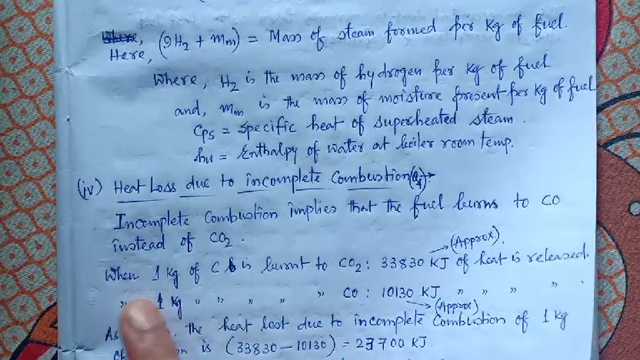 Here, (9H2 + mm) = Mass of steam formed per kg of fuel.
Where, H2 is the mass of hydrogen per kg of fuel
and, mm is the mass of moisture present per kg of fuel.
Cps = Specific heat of superheated steam.
hw = Enthalpy of water at boiler room temp.
(iv) Heat Loss due to incomplete Combustion
Incomplete Combustion implies that the fuel burns to CO
instead of CO2.
(Approx).
When 1 kg of C is burnt to CO2 : 33830 KJ of heat is released
" 1 kg " " " " CO : 10130 KJ " " " " .
(Approx)
the heat lost due to incomplete Combustion of 1 kg
is (33830 - 10130) = 23700 KJ.